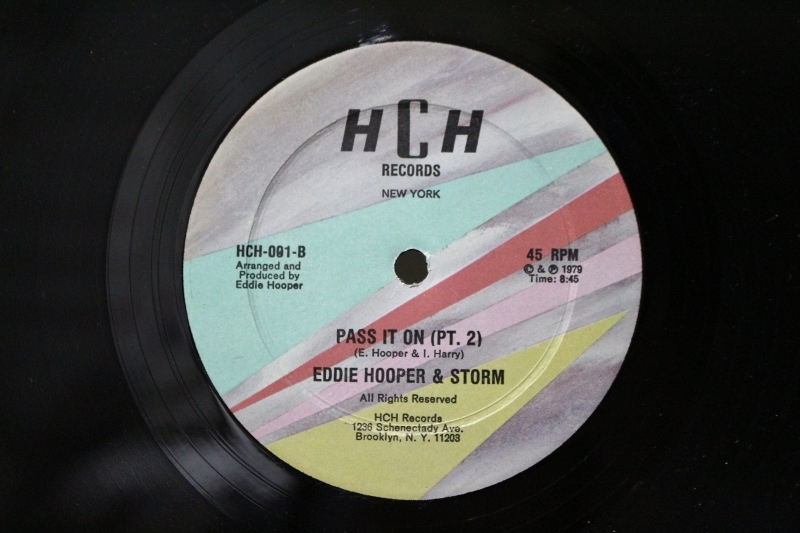 HCH
RECORDS
NEW YORK
HCH-001-B
Arranged and
Produced by
Eddie Hooper
45 RPM
© & ℗ 1979
Time: 8:45
PASS IT ON (PT. 2)
(E. Hooper & I. Harry)
EDDIE HOOPER & STORM
All Rights Reserved
HCH Records
1236 Schenectady Ave.
Brooklyn, N. Y. 11203